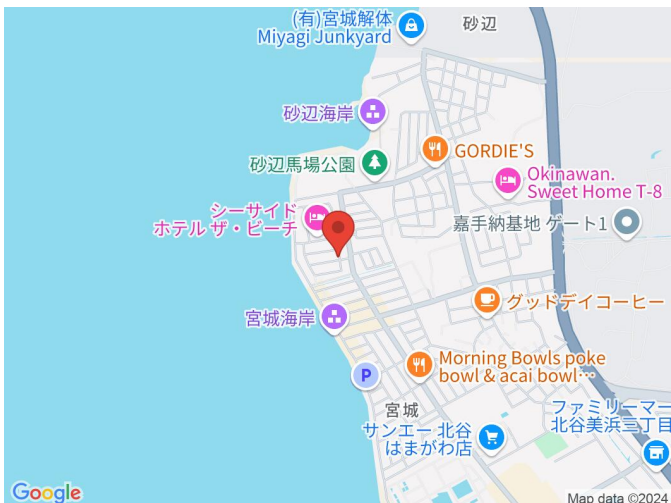 (有)宮城解体
Miyagi Junkyard
砂辺
砂辺海岸
GORDIE'S
砂辺馬場公園
Okinawan.
Sweet Home T-8
シーサイド
ホテル ザ・ビーチ
嘉手納基地 ゲート1
グッドデイコーヒー
宮城海岸
Morning Bowls poke
bowl & acai bowl…
P
宮城
ファミリーマー
北谷美浜三丁目
サンエー 北谷
はまがわ店
Google
Map data ©2024